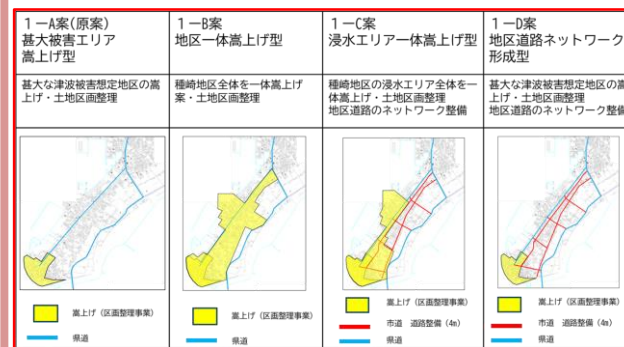 1ーA案(原案)
甚大被害エリア
嵩上げ型
甚大な津波被害想定地区の嵩
上げ・土地区画整理
嵩上げ（区画整理事業）
県道
1ーB案
地区一体嵩上げ型
種崎地区全体を一体嵩上げ
案・土地区画整理
嵩上げ（区画整理事業）
県道
1ーC案
浸水エリア一体嵩上げ型
種崎地区の浸水エリア全体を一
体嵩上げ・土地区画整理
地区道路のネットワーク整備
嵩上げ（区画整理事業）
市道 道路整備（4m）
県道
1ーD案
地区道路ネットワーク
形成型
甚大な津波被害想定地区の嵩
上げ・土地区画整理
地区道路のネットワーク整備
嵩上げ（区画整理事業）
市道 道路整備（4m）
県道